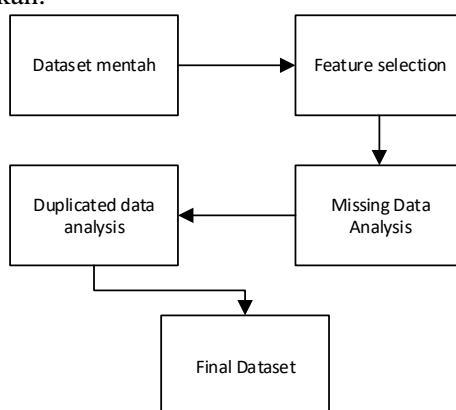 Dataset mentah
Feature selection
Missing Data
Analysis
Duplicated data
analysis
Final Dataset